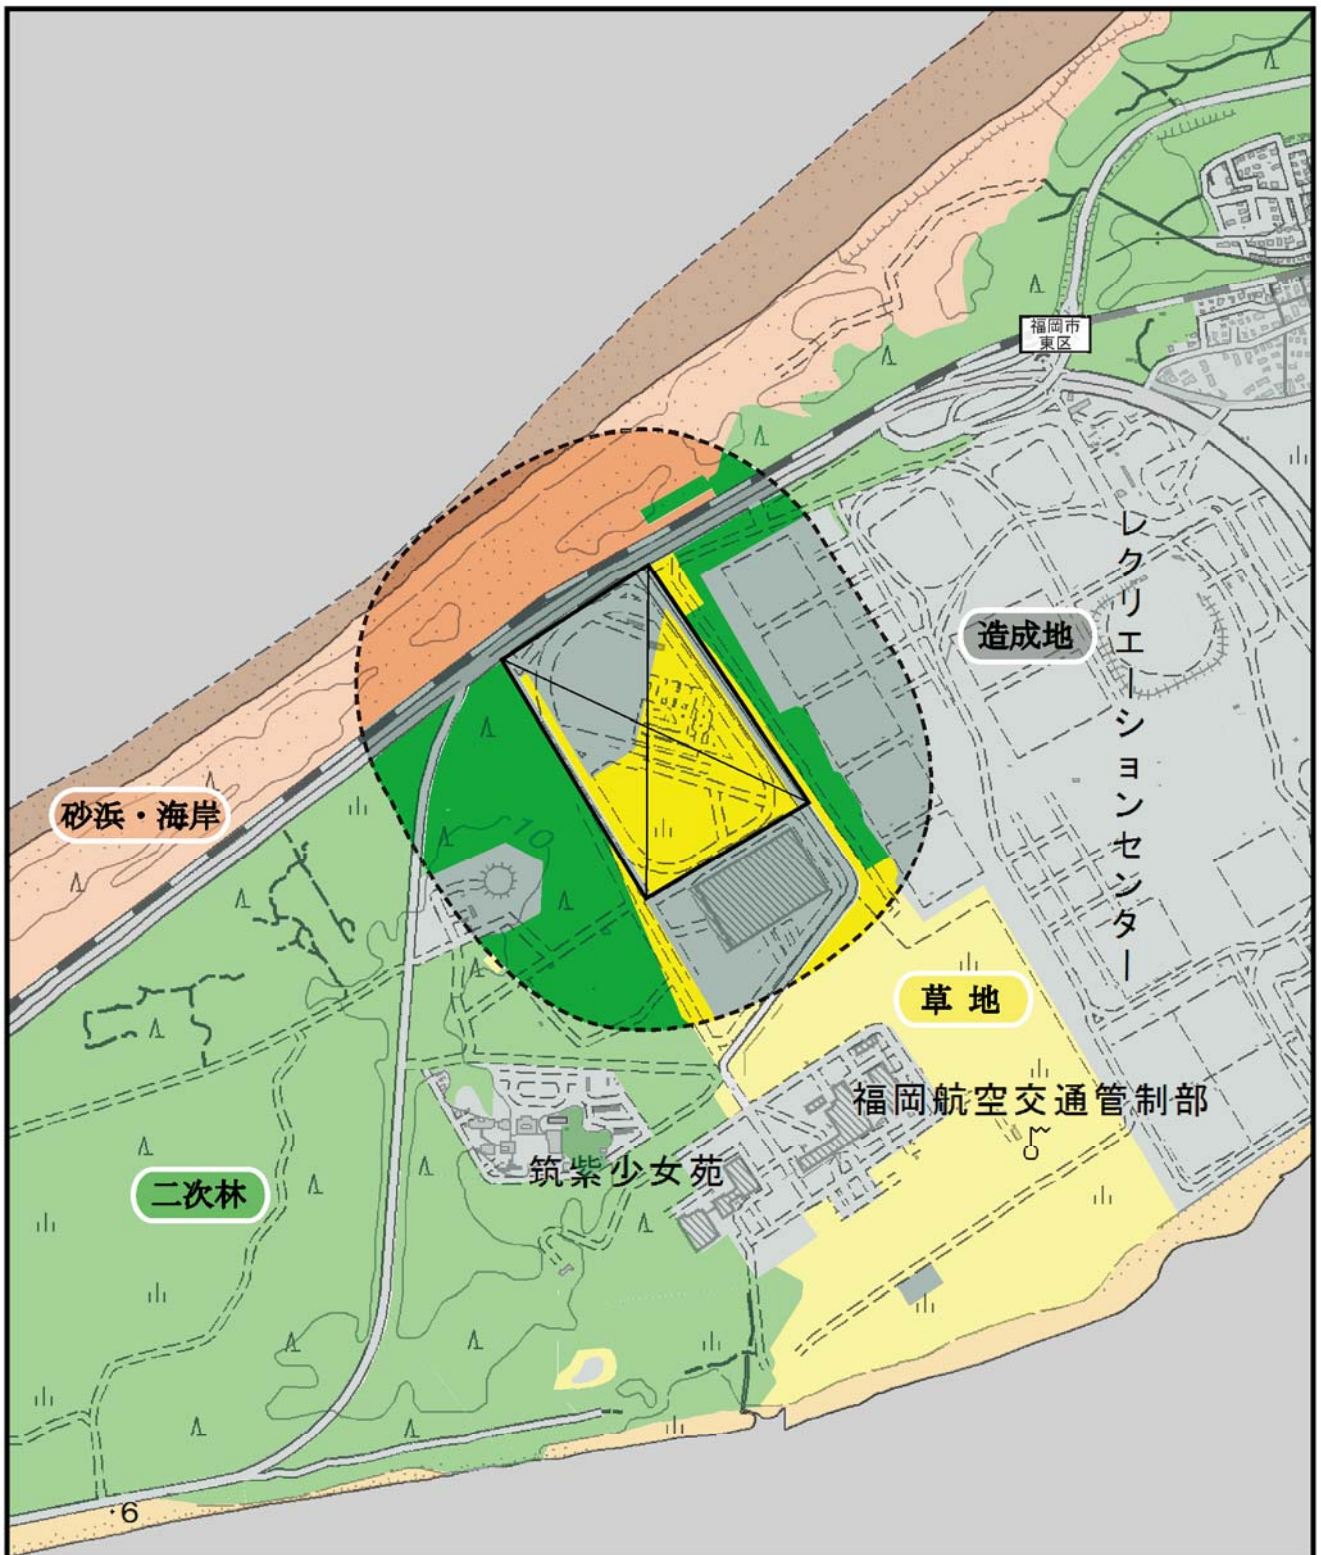 福岡市
東区
レクリエーションセンター
造成地
砂浜・海岸
10
草地
福岡航空交通管制部
筑紫少女苑
二次林
・6